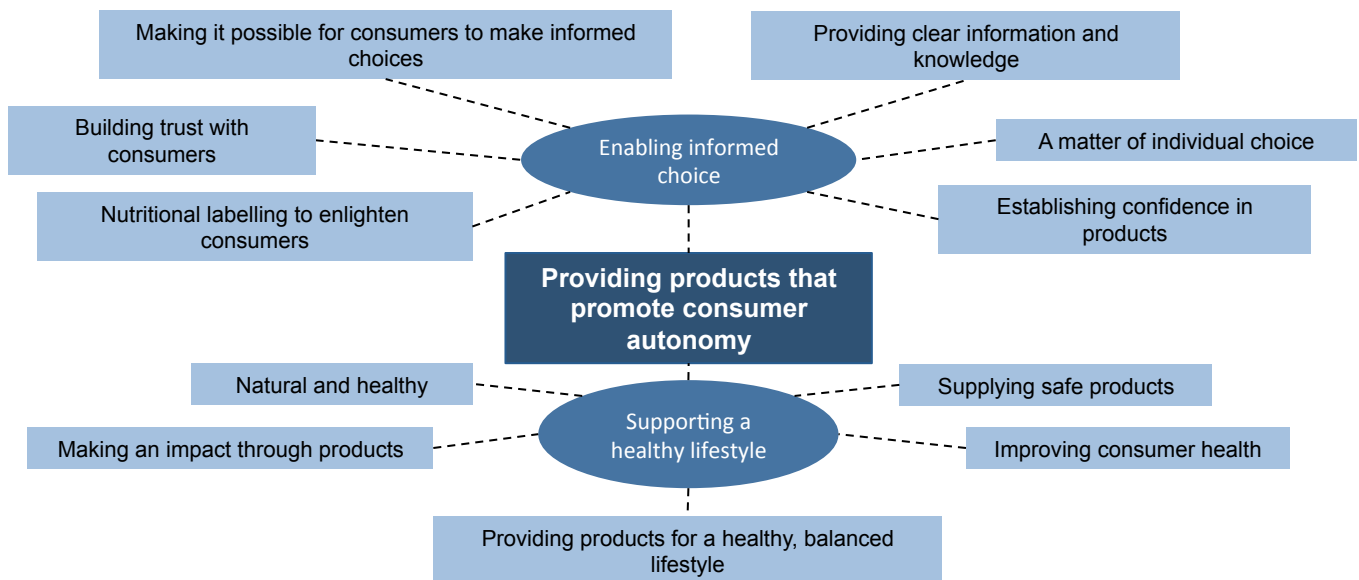 Making it possible for consumers to make informed
choices
Providing clear information and
knowledge
Building trust with
consumers
Enabling informed
choice
A matter of individual choice
Nutritional labelling to enlighten
consumers
Establishing confidence in
products
Providing products that
promote consumer
autonomy
Natural and healthy
Supplying safe products
Supporting a
healthy lifestyle
Making an impact through products
Improving consumer health
Providing products for a healthy, balanced
lifestyle